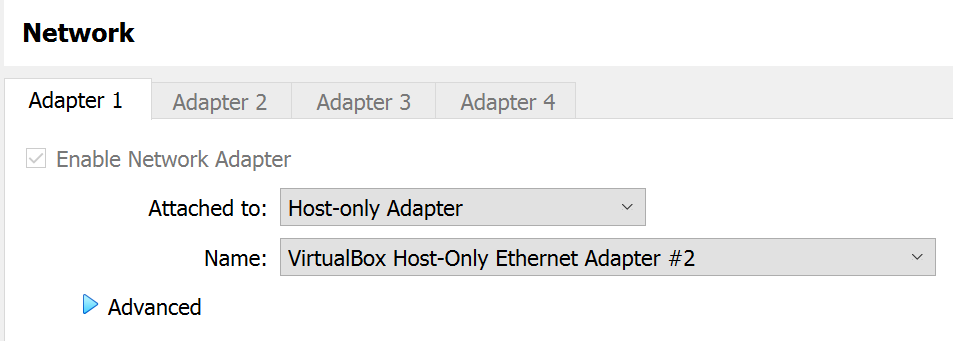 Network
Adapter 1 Adapter 2 Adapter 3 Adapter 4
Enable Network Adapter
Attached to: Host-only Adapter
Name: VirtualBox Host-Only Ethernet Adapter #2
Advanced